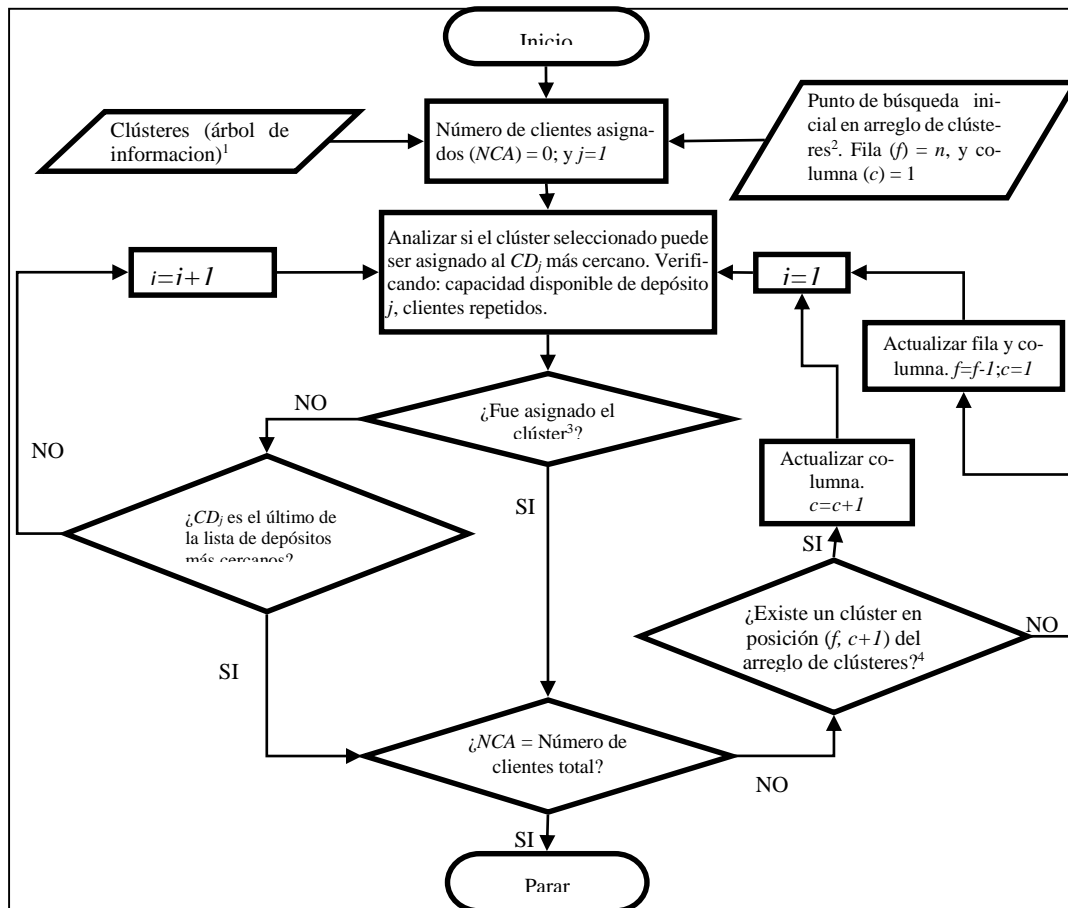 Inicio
Clústeres (árbol de
informacion)¹
Número de clientes asigna-
dos (NCA) = 0; y j=1
Punto de búsqueda ini-
cial en arreglo de clúste-
res². Fila (f) = n, y co-
lumna (c) = 1
Analizar si el clúster seleccionado puede
ser asignado al CDj más cercano. Verifi-
cando: capacidad disponible de depósito
j, clientes repetidos.
i=i+1
i=1
Actualizar fila y co-
lumna. f=f-1;c=1
NO
¿Fue asignado el
clúster³?
NO
Actualizar co-
lumna.
c=c+1
SI
¿CDj es el último de
la lista de depósitos
más cercanos?
SI
¿Existe un clúster en
posición (f, c+1) del
arreglo de clústeres?⁴
NO
SI
¿NCA = Número de
clientes total?
NO
SI
Parar